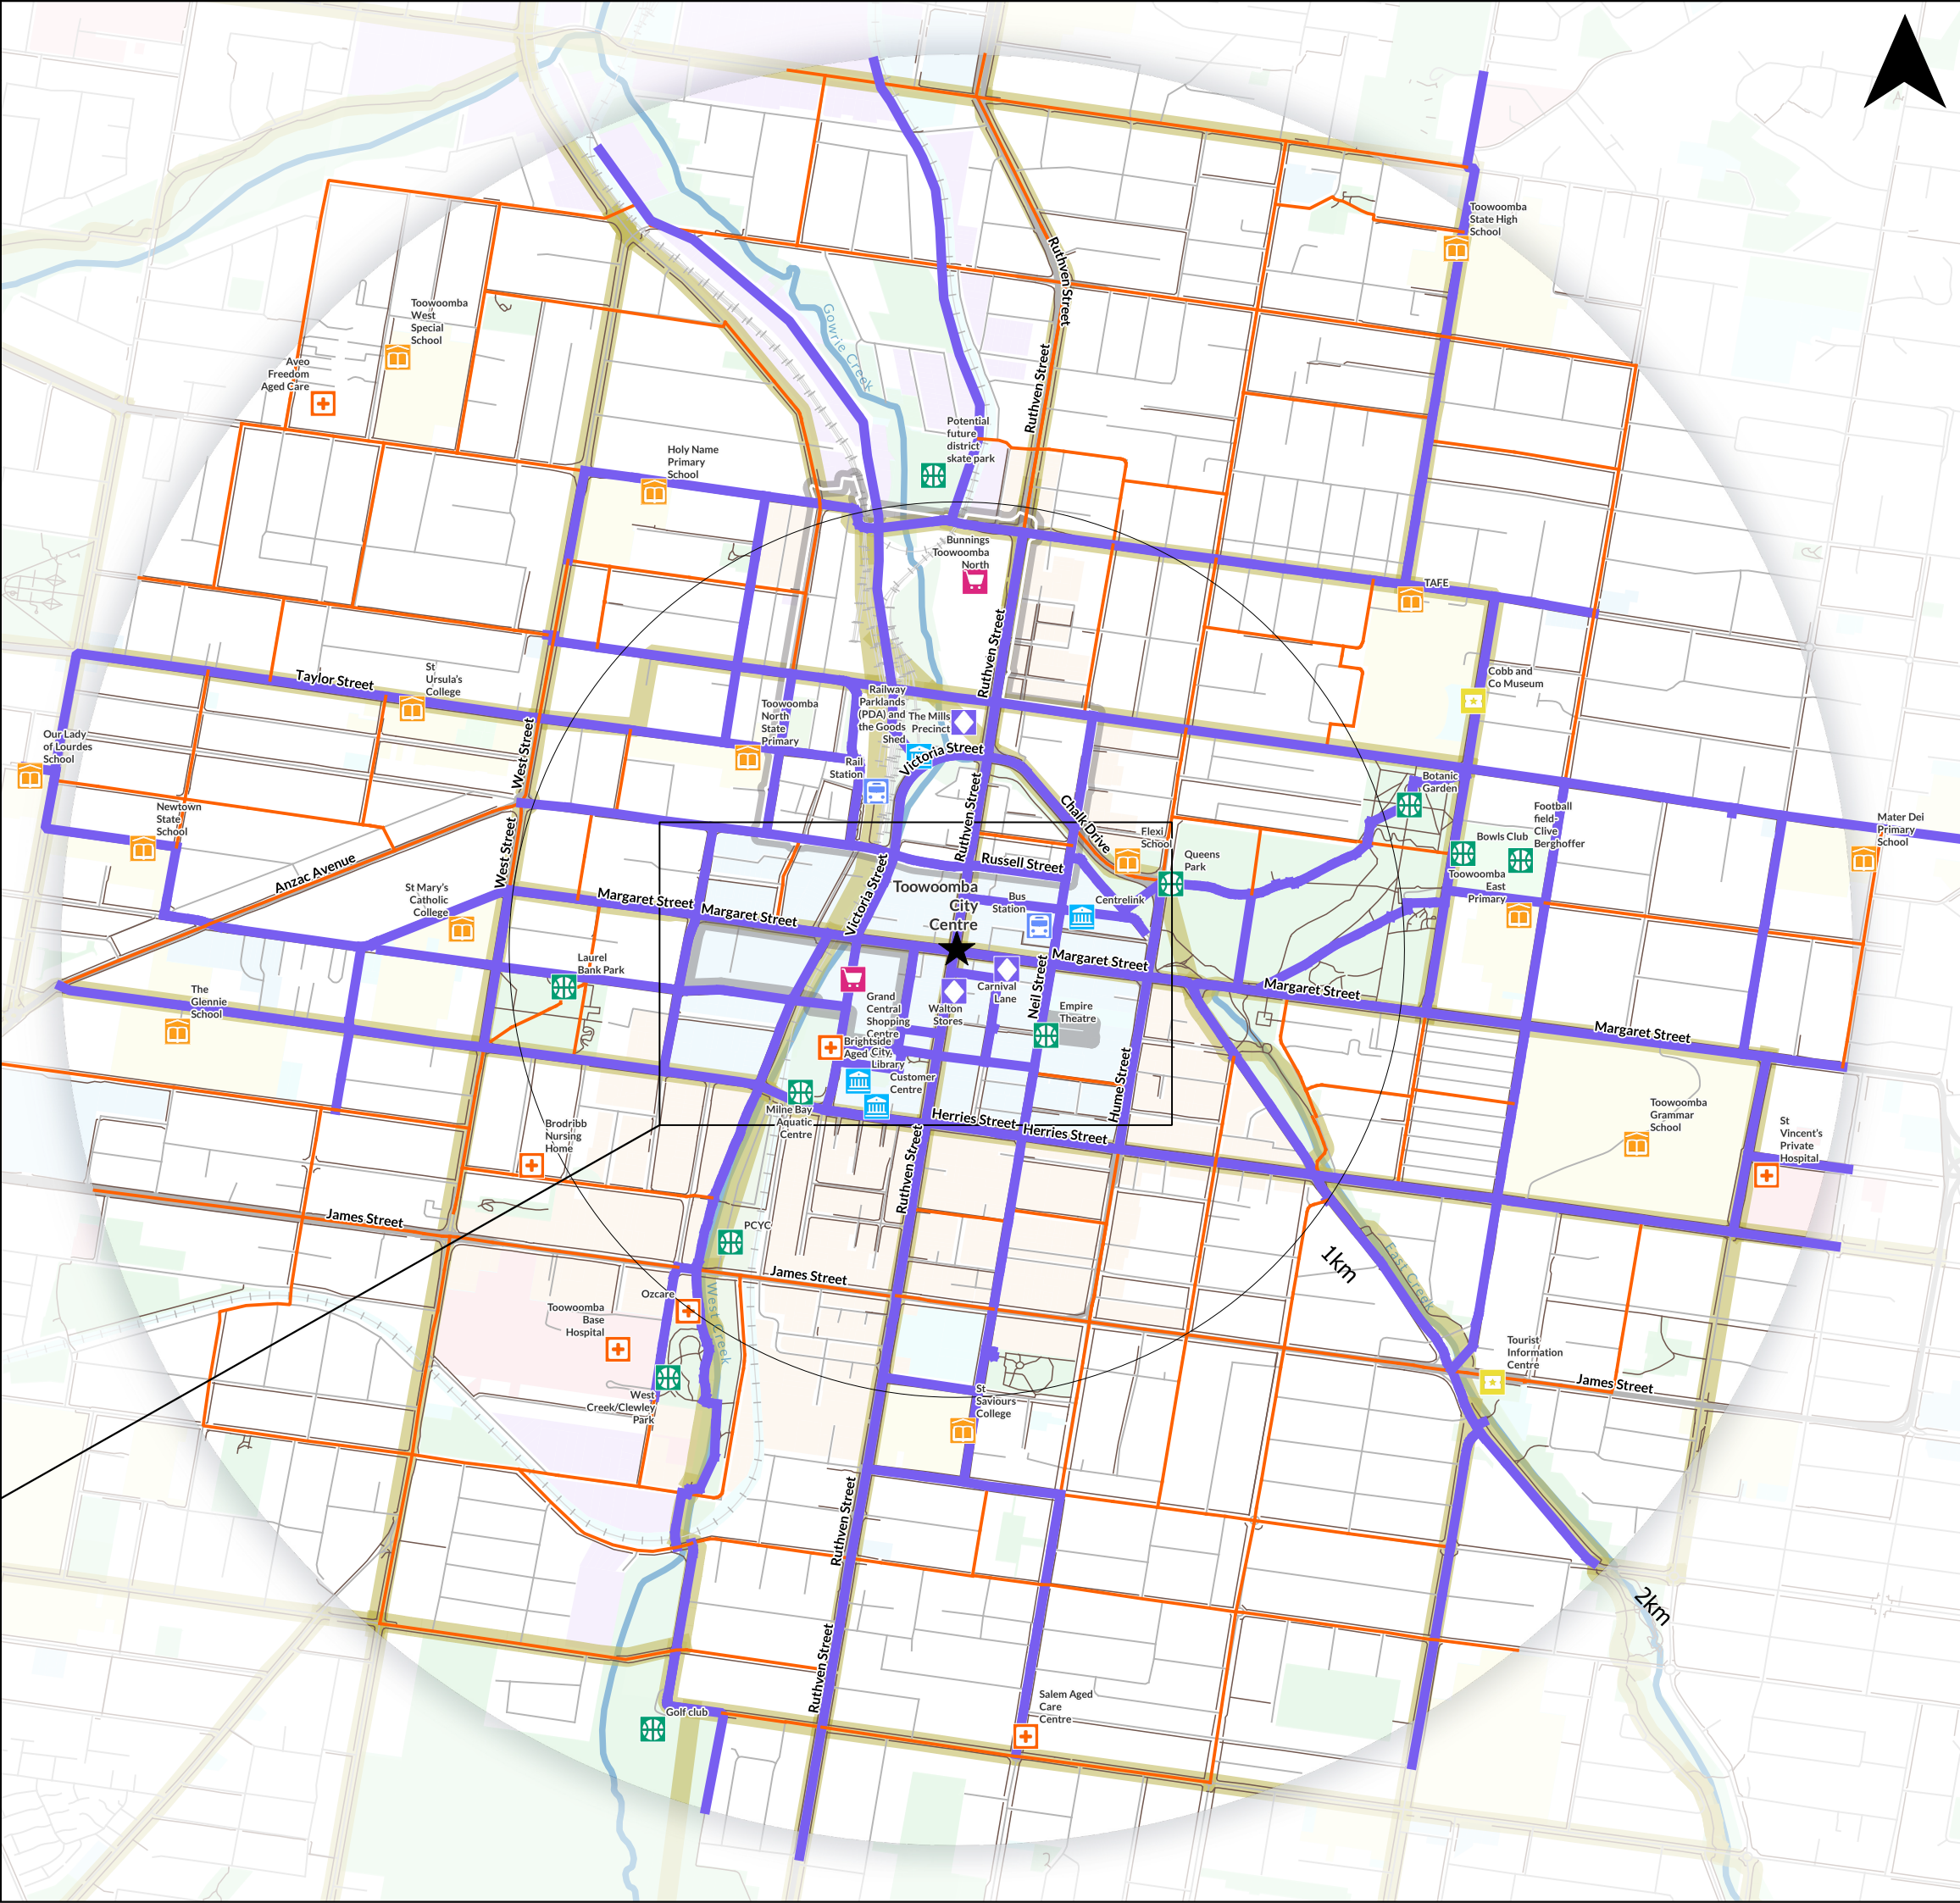 Toowoomba
State High
School
Ruthven Street
Toowoomba
West
Special
School
Gowrie Creek
Aveo
Freedom
Aged Care
Ruthven Street
Potential
future
district
skate park
Holy Name
Primary
School
Bunnings
Toowoomba
North
TAFE
Ruthven Street
Cobb and
Co Museum
St
Ursula's
College
Taylor Street
Railway
Parklands
(PDA) and
the Goods
Shed
The Mills
Precinct
Toowoomba
North
State
Primary
Our Lady
of Lourdes
School
West Street
Victoria Street
Rail
Station
Botanic
Garden
Ruthven Street
Chalk Drive
Newtown
State
School
Football
field-
Clive
Berghoffer
Mater Dei
Primary
School
Flexi
School
Bowls Club
West Street
Queens
Park
Russell Street
Anzac Avenue
Toowoomba
East
Primary
Victoria Street
Toowoomba
City
Centre
St Mary's
Catholic
College
Margaret Street
Margaret Street
Bus
Station
Centrelink
Laurel
Bank Park
Margaret Street
Margaret Street
Neil Street
Carnival
Lane
The
Glennie
School
Grand
Central
Shopping
Centre
Walton
Stores
Empire
Theatre
Margaret Street
Brightside
Aged
City
Library
Customer
Centre
Hume Street
Milne Bay
Aquatic
Centre
Herries Street
Herries Street
Toowoomba
Grammar
School
Brodribb
Nursing
Home
St
Vincent's
Private
Hospital
Ruthven Street
James Street
PCYC
1km
East Creek
James Street
Ozcare
West Creek
Toowoomba
Base
Hospital
Tourist
Information
Centre
James Street
West
Creek/Clewley
Park
St
Saviours
College
Ruthven Street
2km
Ruthven Street
Salem Aged
Care
Centre
Golf club